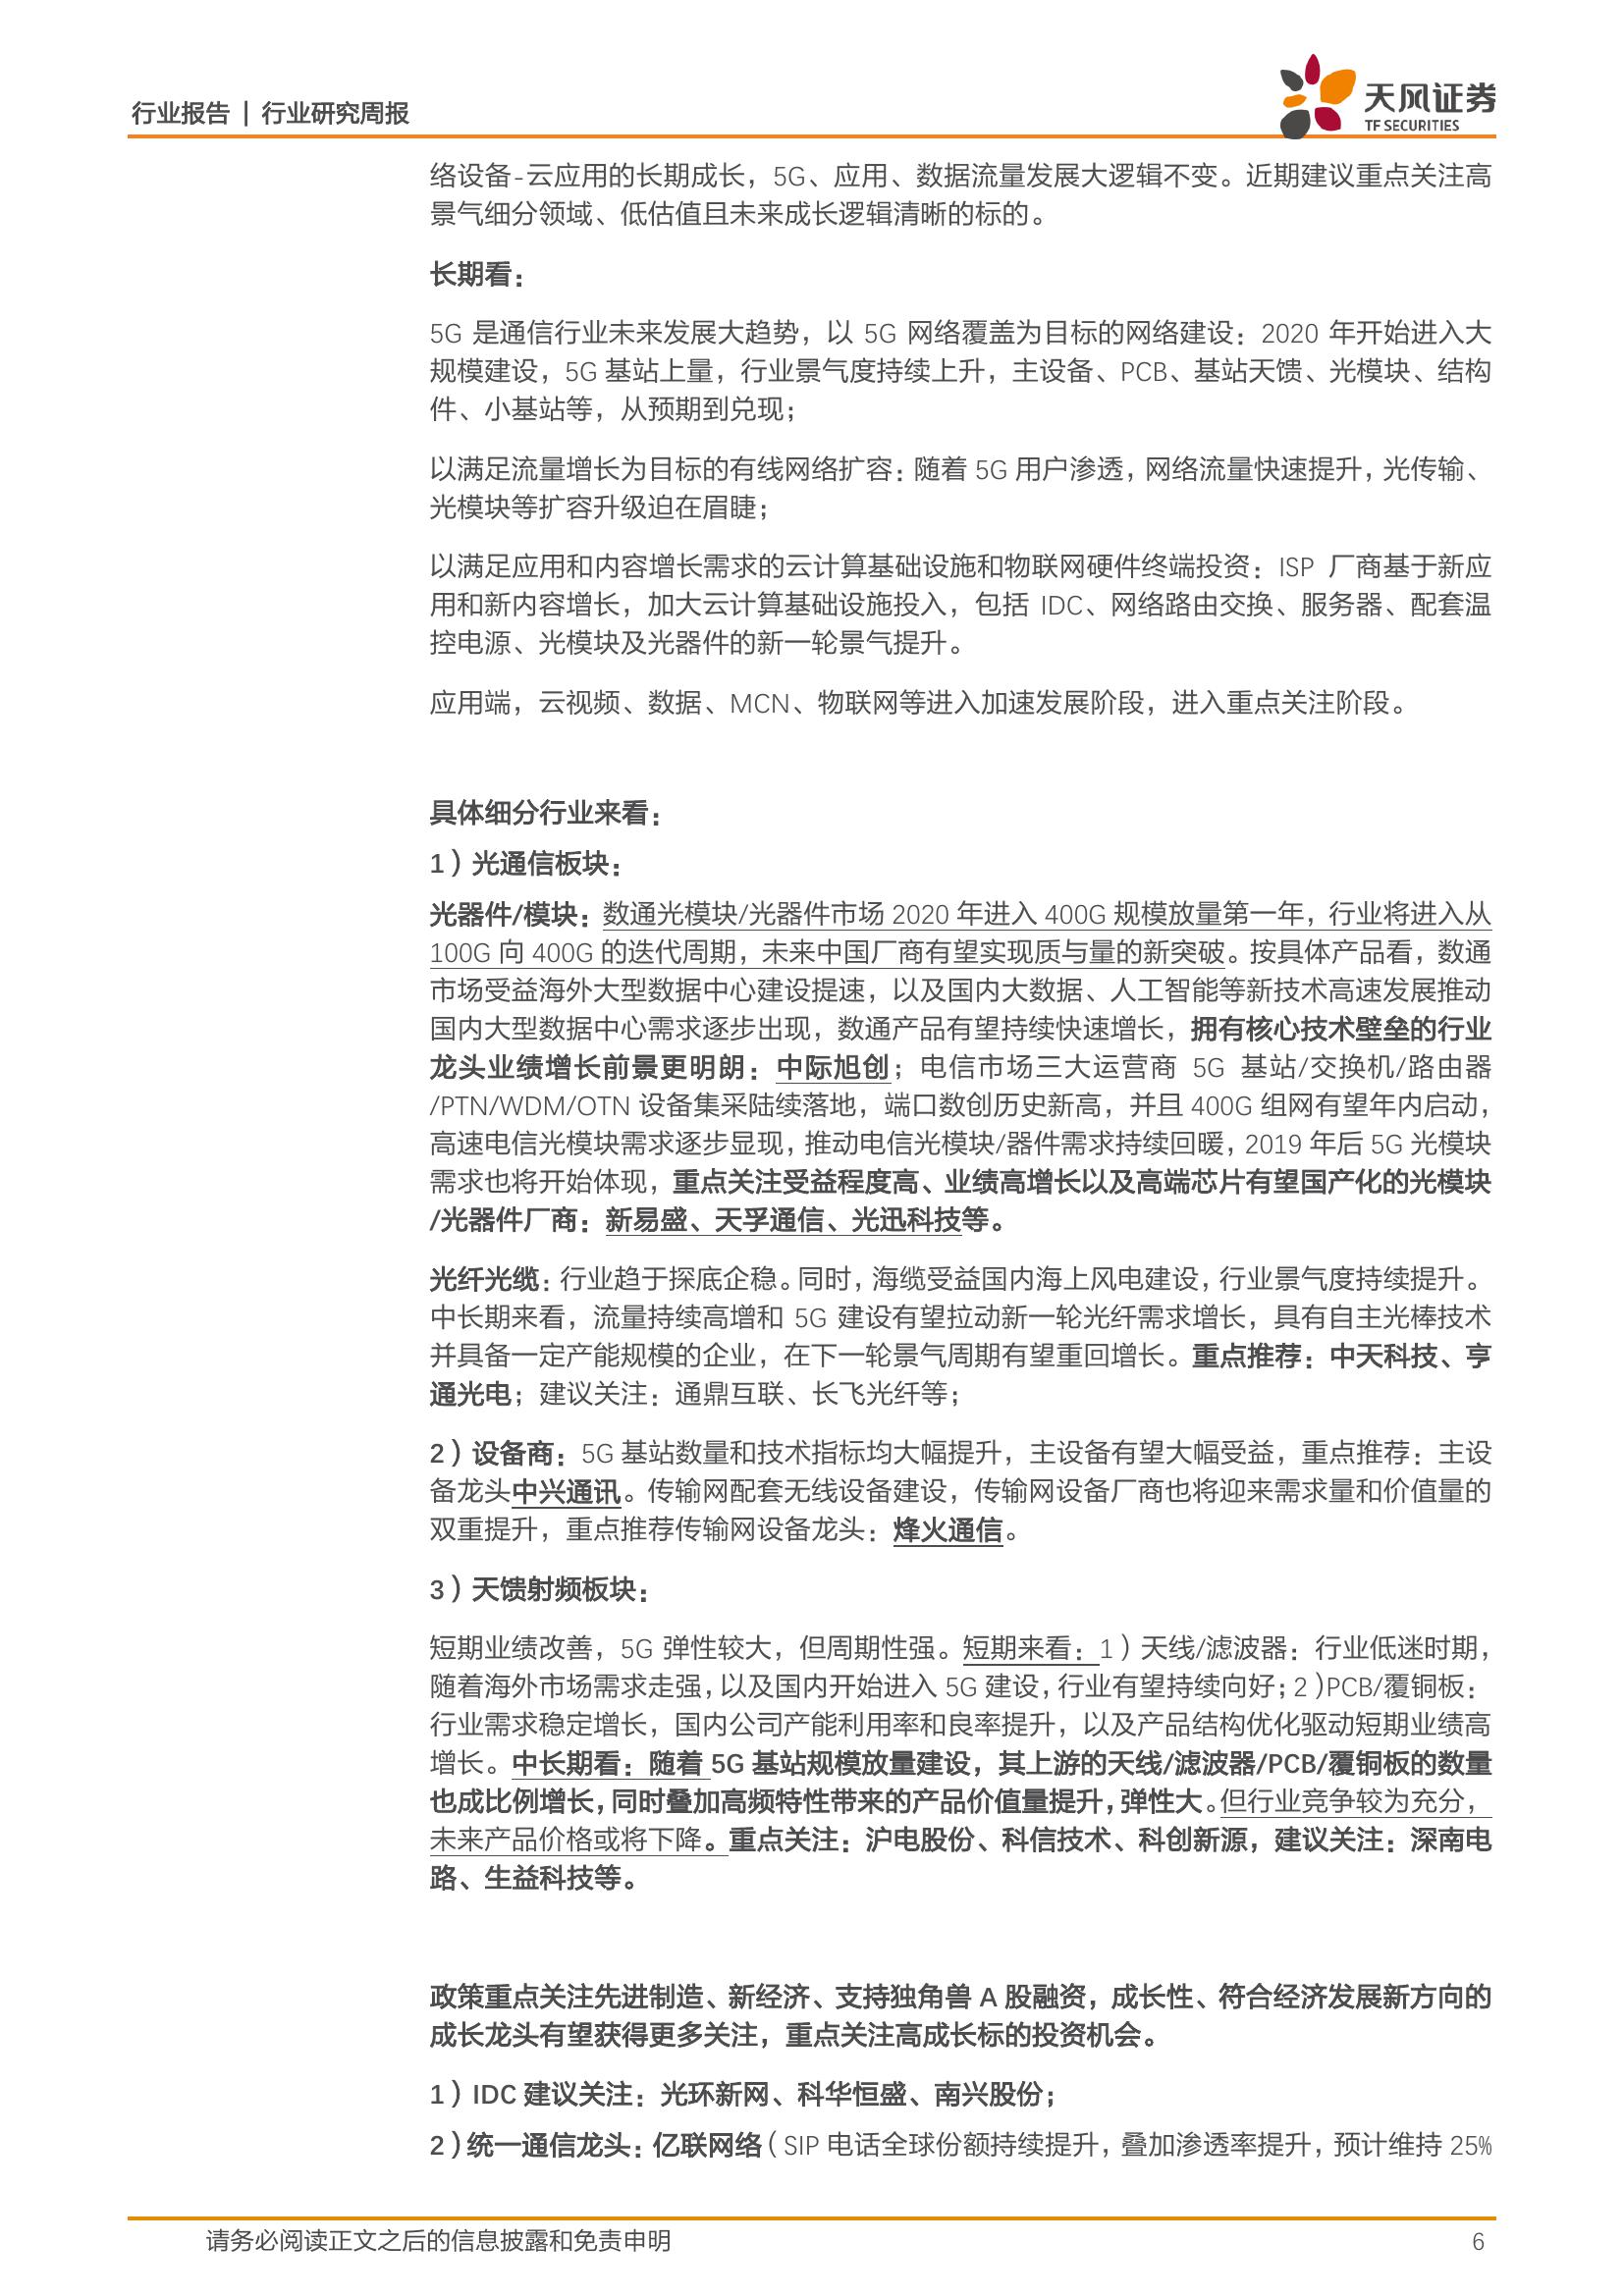 行业报告 | 行业研究周报
天风证券
TF SECURITIES
络设备-云应用的长期成长，5G、应用、数据流量发展大逻辑不变。近期建议重点关注高
景气细分领域、低估值且未来成长逻辑清晰的标的。
长期看：
5G 是通信行业未来发展大趋势，以 5G 网络覆盖为目标的网络建设：2020 年开始进入大
规模建设，5G 基站上量，行业景气度持续上升，主设备、PCB、基站天馈、光模块、结构
件、小基站等，从预期到兑现；
以满足流量增长为目标的有线网络扩容：随着 5G 用户渗透，网络流量快速提升，光传输、
光模块等扩容升级迫在眉睫；
以满足应用和内容增长需求的云计算基础设施和物联网硬件终端投资：ISP 厂商基于新应
用和新内容增长，加大云计算基础设施投入，包括 IDC、网络路由交换、服务器、配套温
控电源、光模块及光器件的新一轮景气提升。
应用端，云视频、数据、MCN、物联网等进入加速发展阶段，进入重点关注阶段。
具体细分行业来看：
1）光通信板块：
光器件/模块：数通光模块/光器件市场 2020 年进入 400G 规模放量第一年，行业将进入从
100G 向 400G 的迭代周期，未来中国厂商有望实现质与量的新突破。按具体产品看，数通
市场受益海外大型数据中心建设提速，以及国内大数据、人工智能等新技术高速发展推动
国内大型数据中心需求逐步出现，数通产品有望持续快速增长，拥有核心技术壁垒的行业
龙头业绩增长前景更明朗：中际旭创；电信市场三大运营商 5G 基站/交换机/路由器
/PTN/WDM/OTN 设备集采陆续落地，端口数创历史新高，并且 400G 组网有望年内启动，
高速电信光模块需求逐步显现，推动电信光模块/器件需求持续回暖，2019 年后 5G 光模块
需求也将开始体现，重点关注受益程度高、业绩高增长以及高端芯片有望国产化的光模块
/光器件厂商：新易盛、天孚通信、光迅科技等。
光纤光缆：行业趋于探底企稳。同时，海缆受益国内海上风电建设，行业景气度持续提升。
中长期来看，流量持续高增和 5G 建设有望拉动新一轮光纤需求增长，具有自主光棒技术
并具备一定产能规模的企业，在下一轮景气周期有望重回增长。重点推荐：中天科技、亨
通光电；建议关注：通鼎互联、长飞光纤等；
2）设备商：5G 基站数量和技术指标均大幅提升，主设备有望大幅受益，重点推荐：主设
备龙头中兴通讯。传输网配套无线设备建设，传输网设备厂商也将迎来需求量和价值量的
双重提升，重点推荐传输网设备龙头：烽火通信。
3）天馈射频板块：
短期业绩改善，5G 弹性较大，但周期性强。短期来看：1）天线/滤波器：行业低迷时期，
随着海外市场需求走强，以及国内开始进入 5G 建设，行业有望持续向好；2）PCB/覆铜板：
行业需求稳定增长，国内公司产能利用率和良率提升，以及产品结构优化驱动短期业绩高
增长。中长期看：随着 5G 基站规模放量建设，其上游的天线/滤波器/PCB/覆铜板的数量
也成比例增长，同时叠加高频特性带来的产品价值量提升，弹性大。但行业竞争较为充分，
未来产品价格或将下降。重点关注：沪电股份、科信技术、科创新源，建议关注：深南电
路、生益科技等。
政策重点关注先进制造、新经济、支持独角兽 A 股融资，成长性、符合经济发展新方向的
成长龙头有望获得更多关注，重点关注高成长标的投资机会。
1）IDC 建议关注：光环新网、科华恒盛、南兴股份；
2）统一通信龙头：亿联网络（SIP 电话全球份额持续提升，叠加渗透率提升，预计维持 25%
请务必阅读正文之后的信息披露和免责申明
6